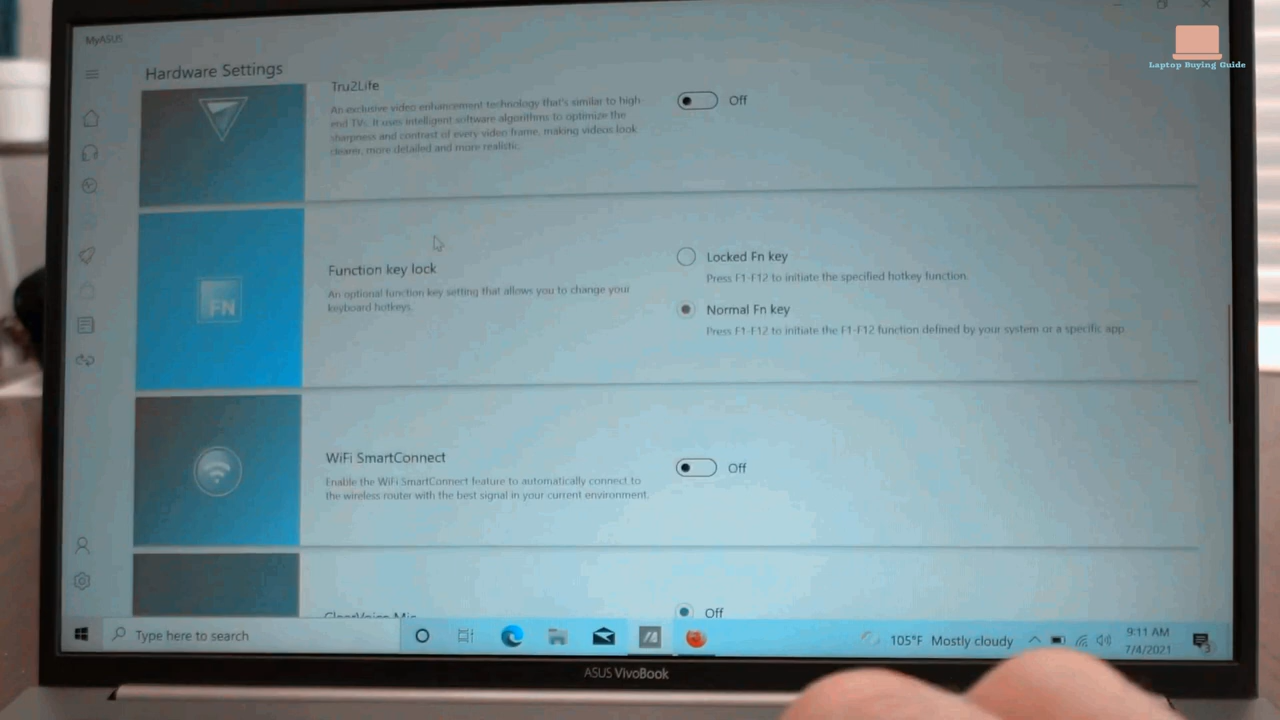 MyASUS
Laptop Buying Guide
Hardware Settings
Tru2Life
An exclusive video enhancement technology that's similar to high-
end TVs. It uses intelligent software algorithms to optimize the
sharpness and contrast of every video frame, making videos look
clearer, more detailed and more realistic.
Off
FN
Function key lock
An optional function key setting that allows you to change your
keyboard hotkeys.
Locked Fn key
Press F1-F12 to initiate the specified hotkey function.
Normal Fn key
Press F1-F12 to initiate the F1-F12 function defined by your system or a specific app
WiFi SmartConnect
Enable the WiFi SmartConnect feature to automatically connect to
the wireless router with the best signal in your current environment.
Off
ClearVoice Mic
Off
Type here to search
105°F Mostly cloudy
9:11 AM
7/4/2021
3
ASUS VivoBook